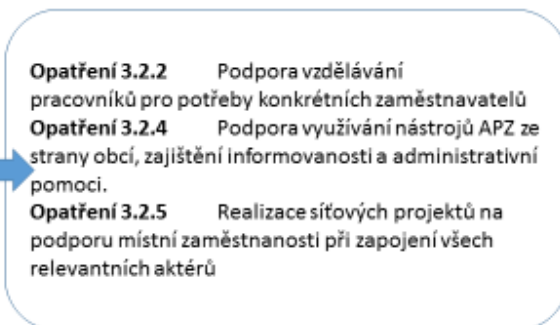 Opatření 3.2.2 Podpora vzdělávání
pracovníků pro potřeby konkrétních zaměstnavatelů
Opatření 3.2.4 Podpora využívání nástrojů APZ ze
strany obcí, zajištění informovanosti a administrativní
pomoci.
Opatření 3.2.5 Realizace síťových projektů na
podporu místní zaměstnanosti při zapojení všech
relevantních aktérů